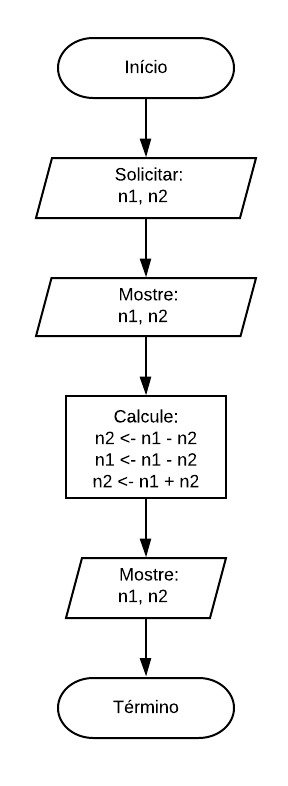 Início
Solicitar:
n1, n2
Mostre:
n1, n2
Calcule:
n2 <- n1 - n2
n1 <- n1 - n2
n2 <- n1 + n2
Mostre:
n1, n2
Término